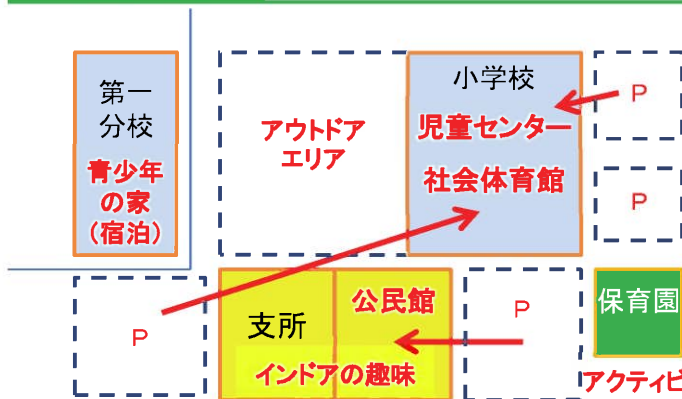 第一
分校
青少年
の家
（宿泊）
アウトドア
エリア
小学校
児童センター
社会体育館
P
P
P
支所
公民館
インドアの趣味
P
保育園
アクティビ